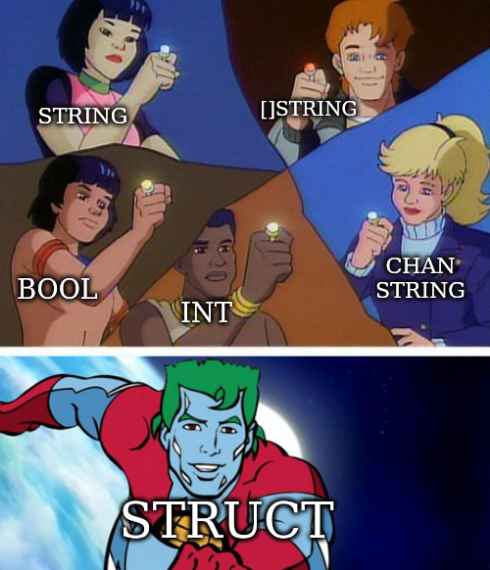 STRING
[]STRING
BOOL
INT
CHAN
STRING
STRUCT